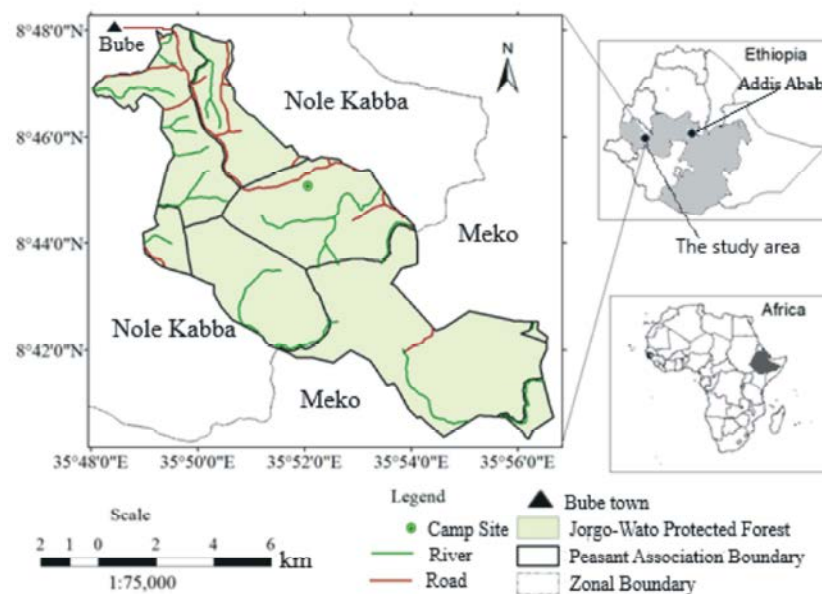 8°48'0"N
8°46'0"N
8°44'0"N
8°42'0"N
Bube
N
Nole Kabba
Meko
Nole Kabba
Meko
35°48'0"E 35°50'0"E 35°52'0"E 35°54'0"E 35°56'0"E
Ethiopia
Addis Abab
The study area
Africa
Scale
2 1 0 2 4 6
km
1:75,000
Legend
Camp Site
River
Road
Bube town
Jorgo-Wato Protected Forest
Peasant Association Boundary
Zonal Boundary